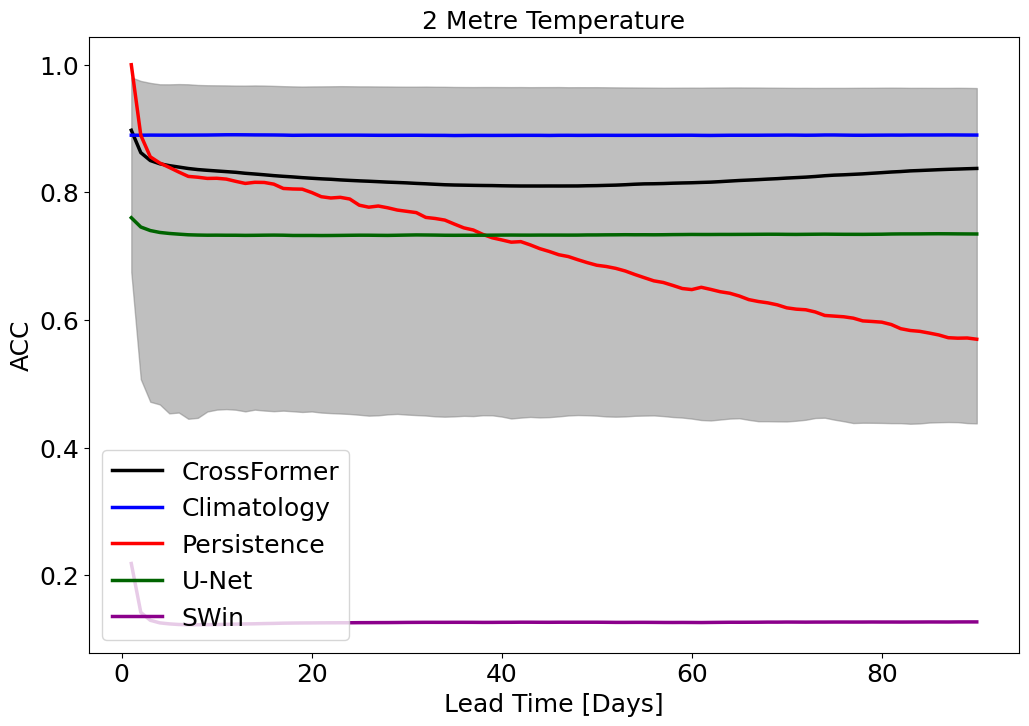 2 Metre Temperature
ACC
1.0
0.8
0.6
0.4
0.2
CrossFormer
Climatology
Persistence
U-Net
SWin
0 20 40 60 80
Lead Time [Days]